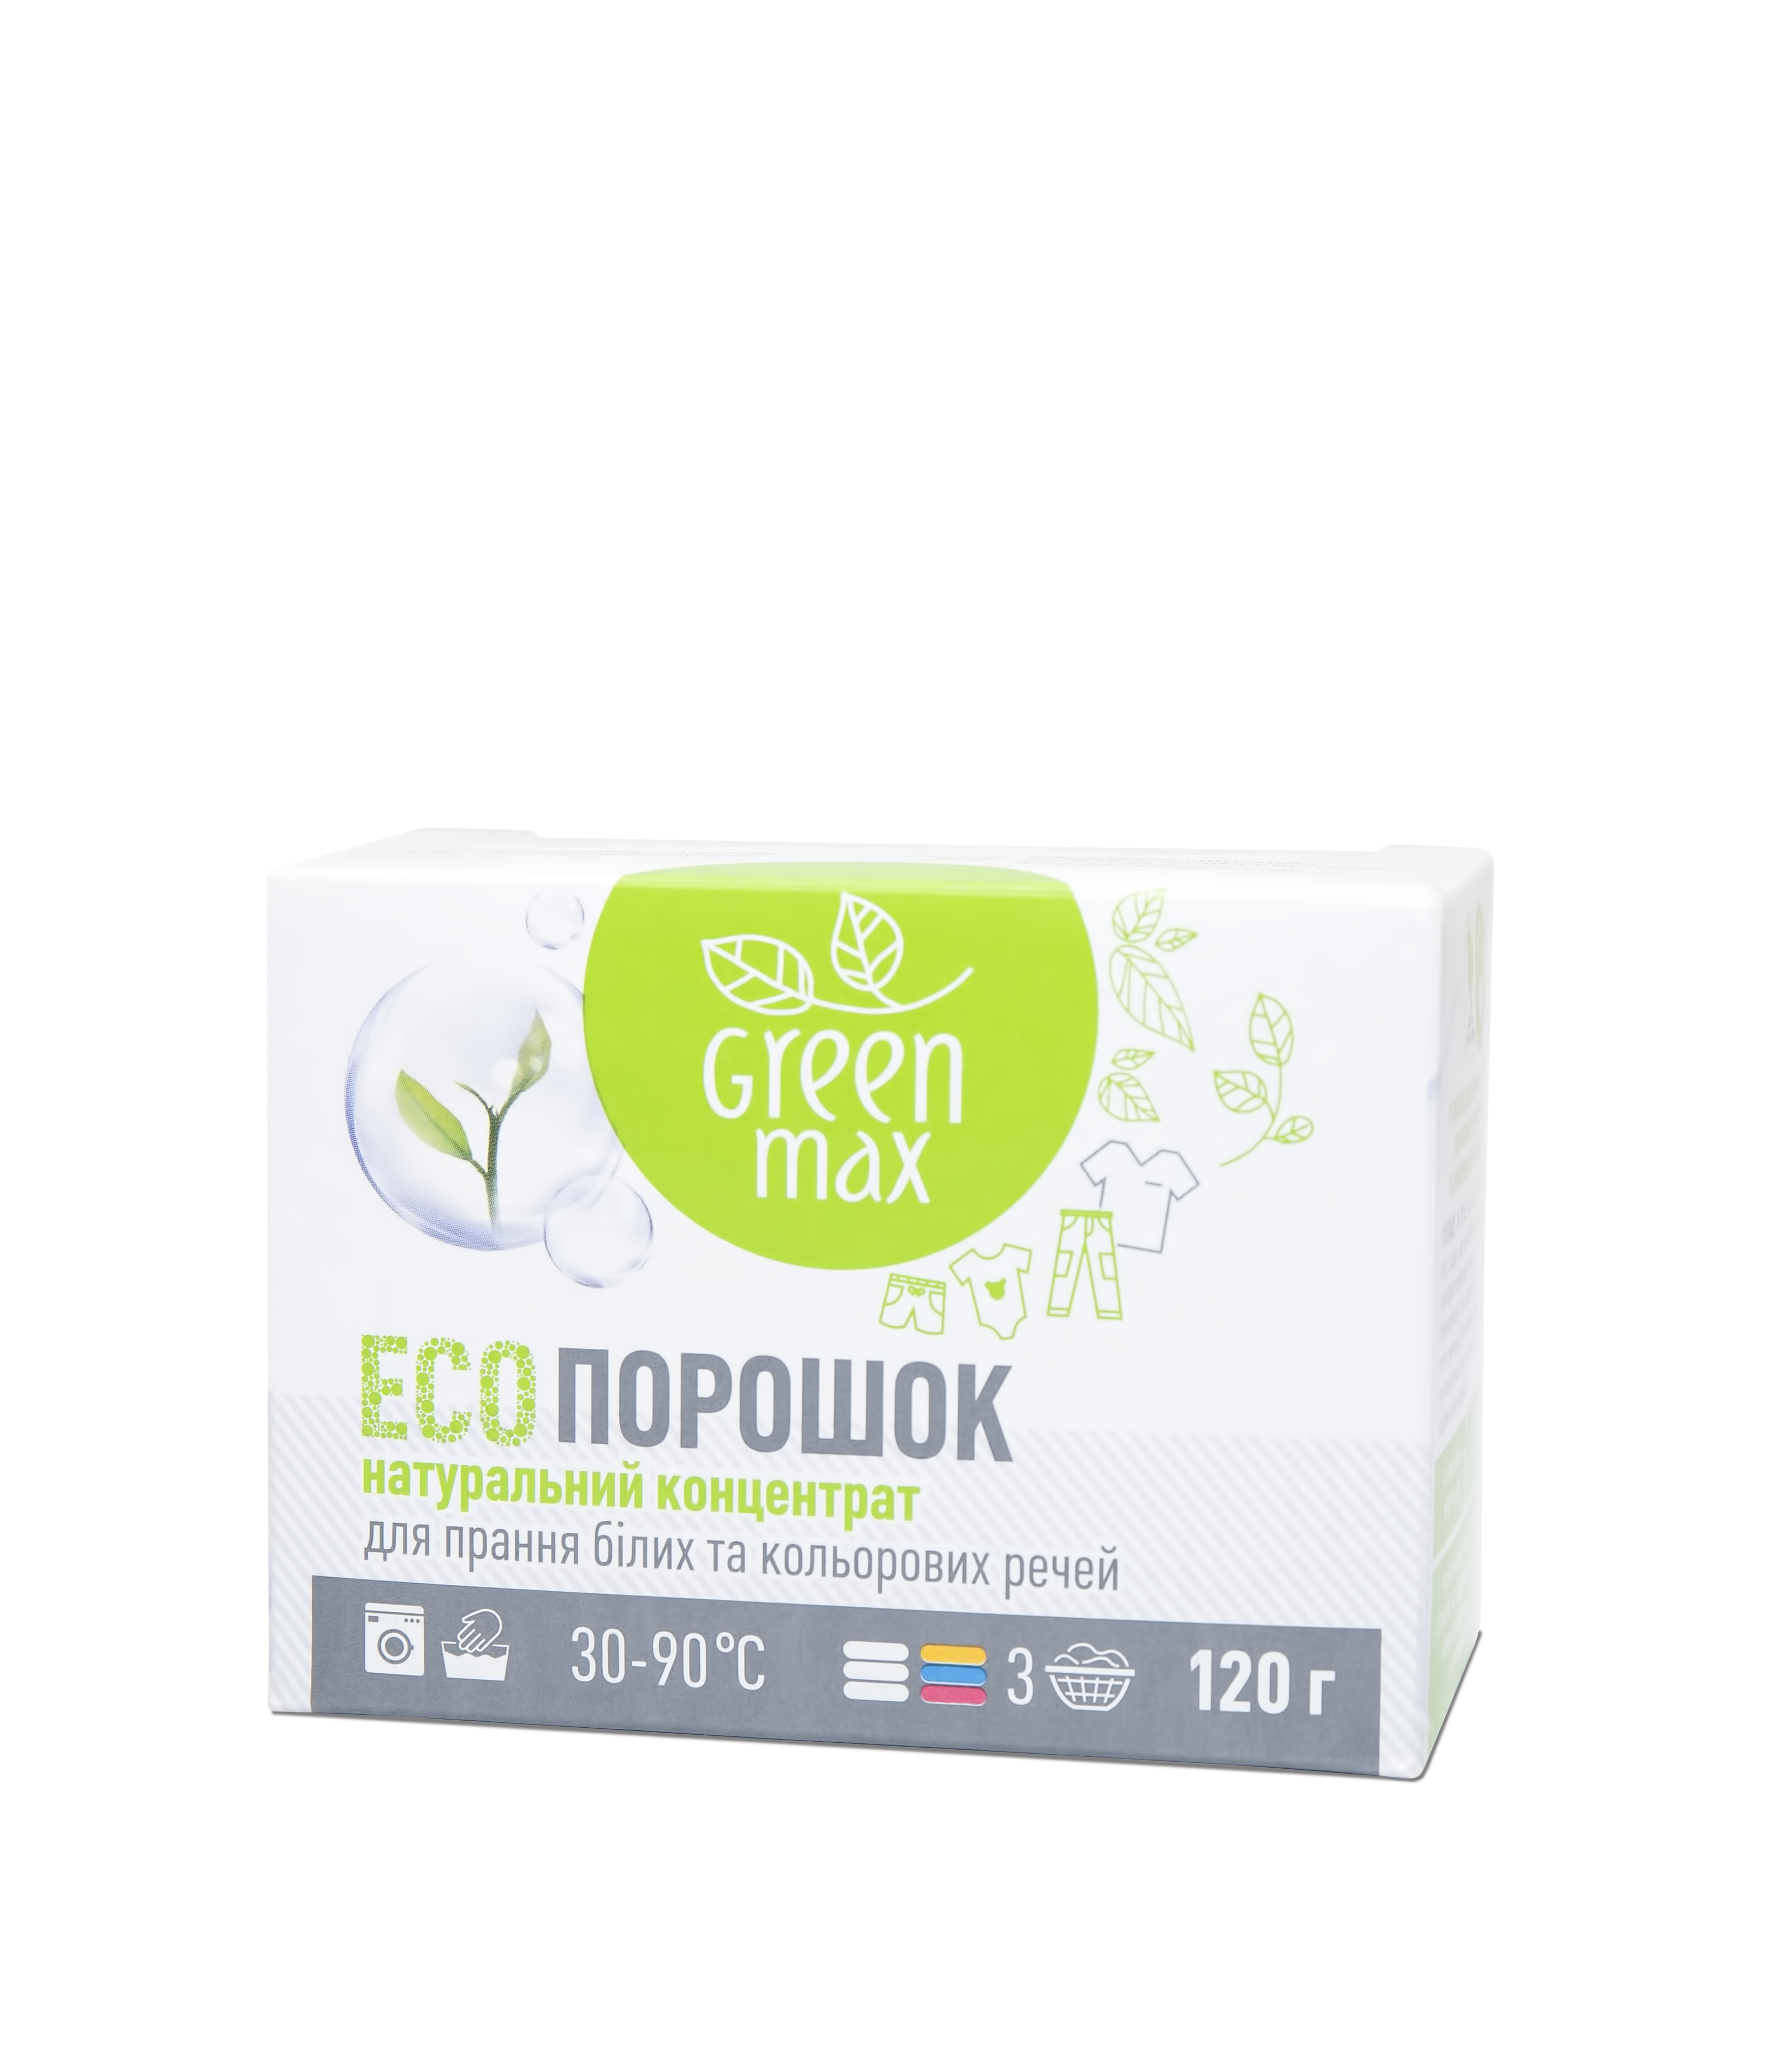 Green
max
ECO ПОРОШОК
натуральний концентрат
для прання білих та кольорових речей
30-90°C 3 120 г